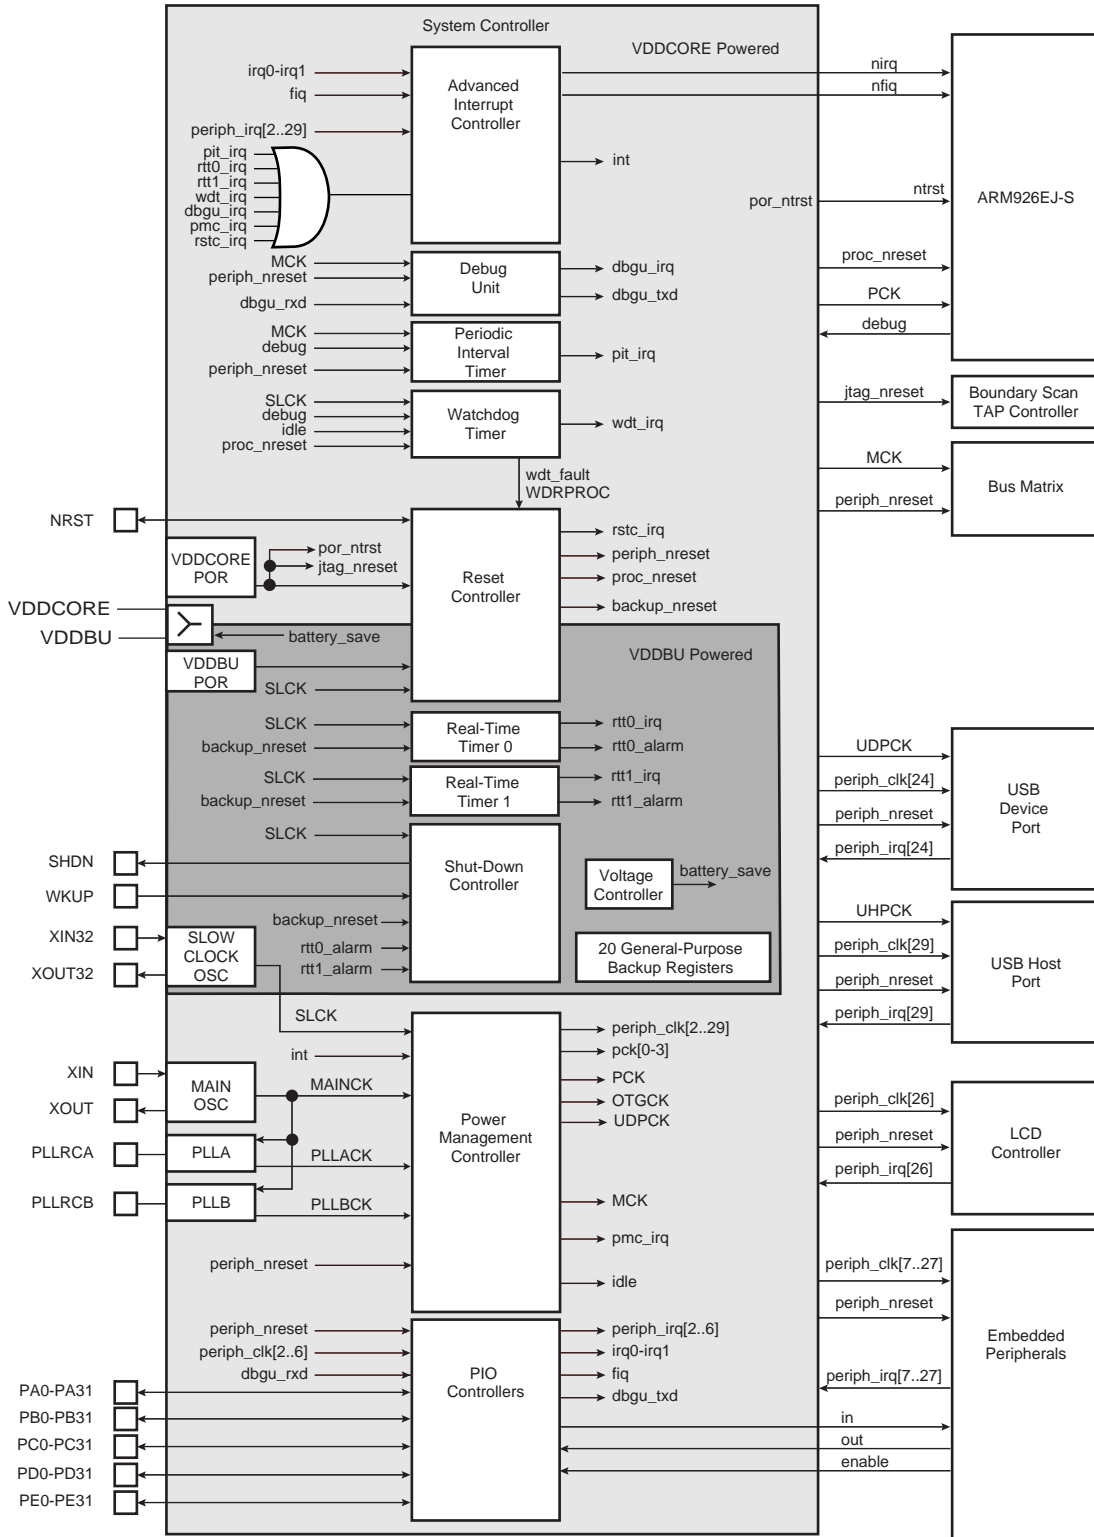 System Controller
VDDCORE Powered
irq0-irq1
fiq
periph_irq[2..29]
pit_irq
rtt0_irq
rtt1_irq
wdt_irq
dbgu_irq
pmc_irq
rstc_irq
Advanced
Interrupt
Controller
int
nirq
nfiq
por_ntrst
ntrst
ARM926EJ-S
proc_nreset
PCK
debug
MCK
periph_nreset
dbgu_rxd
Debug
Unit
dbgu_irq
dbgu_txd
MCK
debug
periph_nreset
Periodic
Interval
Timer
pit_irq
SLCK
debug
idle
proc_nreset
Watchdog
Timer
wdt_irq
jtag_nreset
Boundary Scan
TAP Controller
MCK
periph_nreset
Bus Matrix
wdt_fault
WDRPROC
NRST
VDDCORE
POR
por_ntrst
jtag_nreset
Reset
Controller
rstc_irq
periph_nreset
proc_nreset
backup_nreset
VDDCORE
VDDBU
battery_save
VDDBU Powered
VDDBU
POR
SLCK
SLCK
backup_nreset
Real-Time
Timer 0
rtt0_irq
rtt0_alarm
SLCK
backup_nreset
Real-Time
Timer 1
rtt1_irq
rtt1_alarm
UDPCK
periph_clk[24]
periph_nreset
periph_irq[24]
USB
Device
Port
SLCK
SHDN
WKUP
backup_nreset
rtt0_alarm
rtt1_alarm
Shut-Down
Controller
Voltage
Controller
battery_save
20 General-Purpose
Backup Registers
XIN32
XOUT32
SLOW
CLOCK
OSC
UHPCK
periph_clk[29]
periph_nreset
periph_irq[29]
USB Host
Port
SLCK
int
XIN
XOUT
MAIN
OSC
MAINCK
PLLRCA
PLLA
PLLACK
PLLRCB
PLLB
PLLBCK
periph_nreset
Power
Management
Controller
periph_clk[2..29]
pck[0-3]
PCK
OTGCK
UDPCK
MCK
pmc_irq
idle
periph_clk[26]
periph_nreset
periph_irq[26]
LCD
Controller
periph_clk[7..27]
periph_nreset
periph_irq[7..27]
in
out
enable
Embedded
Peripherals
periph_nreset
periph_clk[2..6]
dbgu_rxd
PIO
Controllers
periph_irq[2..6]
irq0-irq1
fiq
dbgu_txd
PA0-PA31
PB0-PB31
PC0-PC31
PD0-PD31
PE0-PE31